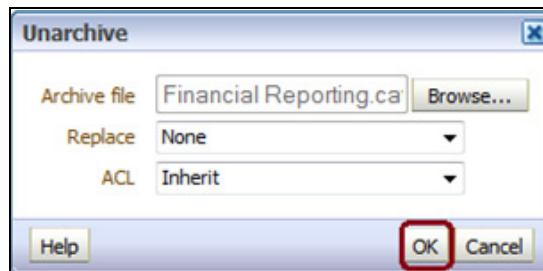 Unarchive
Archive file Financial Reporting.ca Browse...
Replace None
ACL Inherit
Help OK Cancel